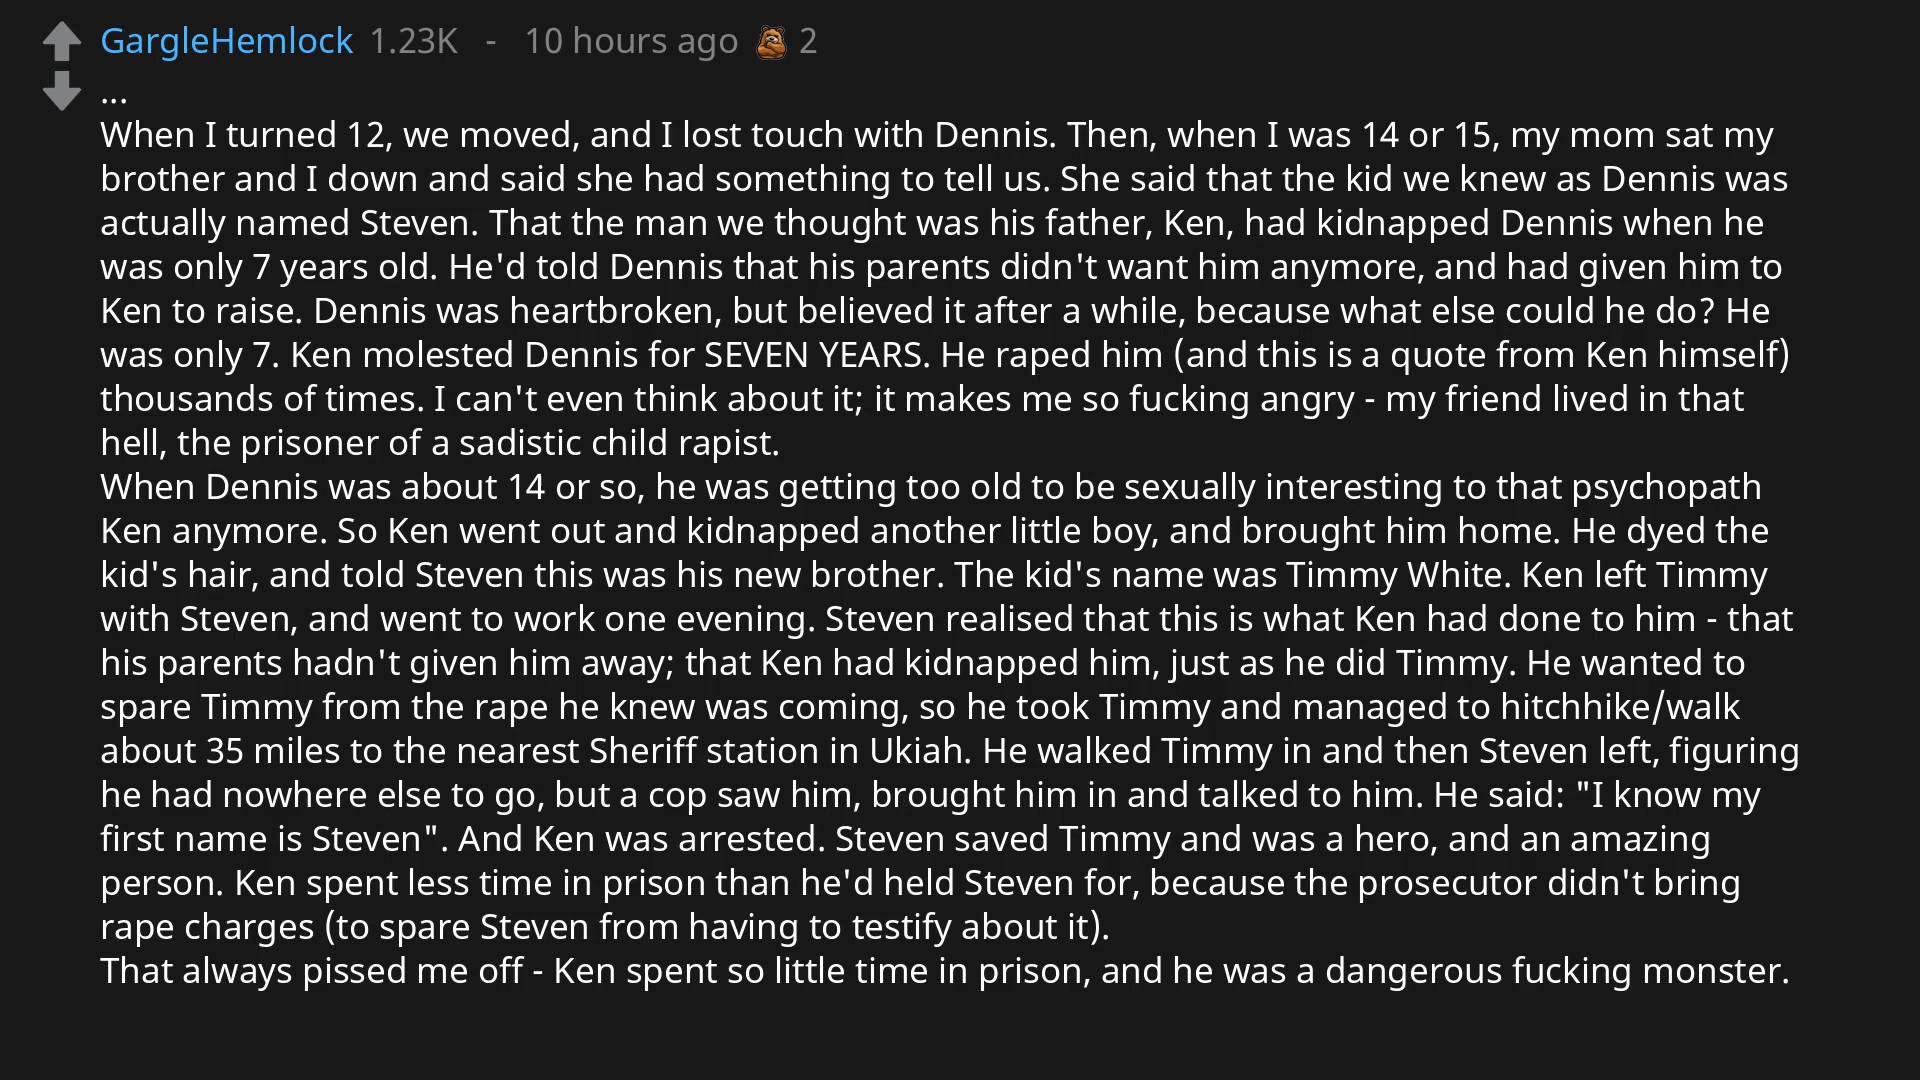 GargleHemlock 1.23K - 10 hours ago 2
...
When I turned 12, we moved, and I lost touch with Dennis. Then, when I was 14 or 15, my mom sat my
brother and I down and said she had something to tell us. She said that the kid we knew as Dennis was
actually named Steven. That the man we thought was his father, Ken, had kidnapped Dennis when he
was only 7 years old. He'd told Dennis that his parents didn't want him anymore, and had given him to
Ken to raise. Dennis was heartbroken, but believed it after a while, because what else could he do? He
was only 7. Ken molested Dennis for SEVEN YEARS. He raped him (and this is a quote from Ken himself)
thousands of times. I can't even think about it; it makes me so fucking angry - my friend lived in that
hell, the prisoner of a sadistic child rapist.
When Dennis was about 14 or so, he was getting too old to be sexually interesting to that psychopath
Ken anymore. So Ken went out and kidnapped another little boy, and brought him home. He dyed the
kid's hair, and told Steven this was his new brother. The kid's name was Timmy White. Ken left Timmy
with Steven, and went to work one evening. Steven realised that this is what Ken had done to him - that
his parents hadn't given him away; that Ken had kidnapped him, just as he did Timmy. He wanted to
spare Timmy from the rape he knew was coming, so he took Timmy and managed to hitchhike/walk
about 35 miles to the nearest Sheriff station in Ukiah. He walked Timmy in and then Steven left, figuring
he had nowhere else to go, but a cop saw him, brought him in and talked to him. He said: "I know my
first name is Steven". And Ken was arrested. Steven saved Timmy and was a hero, and an amazing
person. Ken spent less time in prison than he'd held Steven for, because the prosecutor didn't bring
rape charges (to spare Steven from having to testify about it).
That always pissed me off - Ken spent so little time in prison, and he was a dangerous fucking monster.